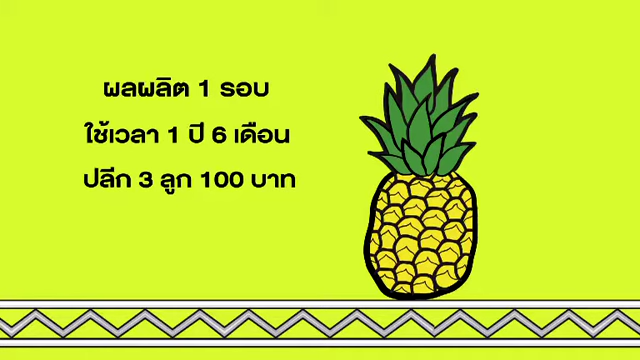 ผลผลิต 1 รอบ
ใช้เวลา 1 ปี 6 เดือน
ปลีก 3 ลูก 100 บาท